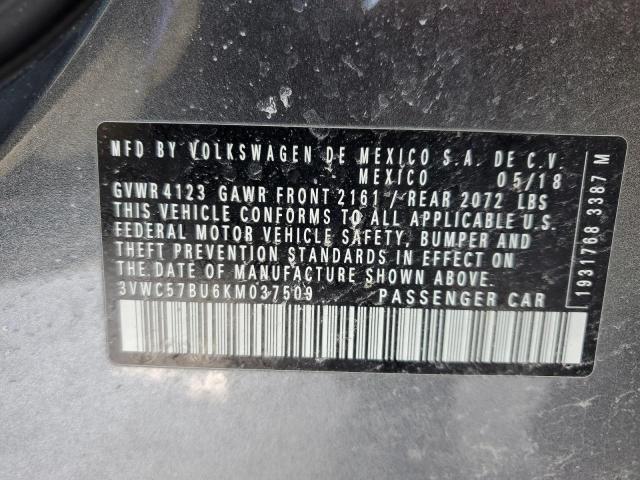 MFD BY VOLKSWAGEN DE MEXICO S.A. DE C.V.
MEXICO 05/18
GVWR4123 GAWR FRONT 2161 / REAR 2072 LBS
THIS VEHICLE CONFORMS TO ALL APPLICABLE U.S.
FEDERAL MOTOR VEHICLE SAFETY, BUMPER AND
THEFT PREVENTION STANDARDS IN EFFECT ON
THE DATE OF MANUFACTURE SHOWN ABOVE.
3VWC57BU6KM037509 PASSENGER CAR
1931768 3387 M